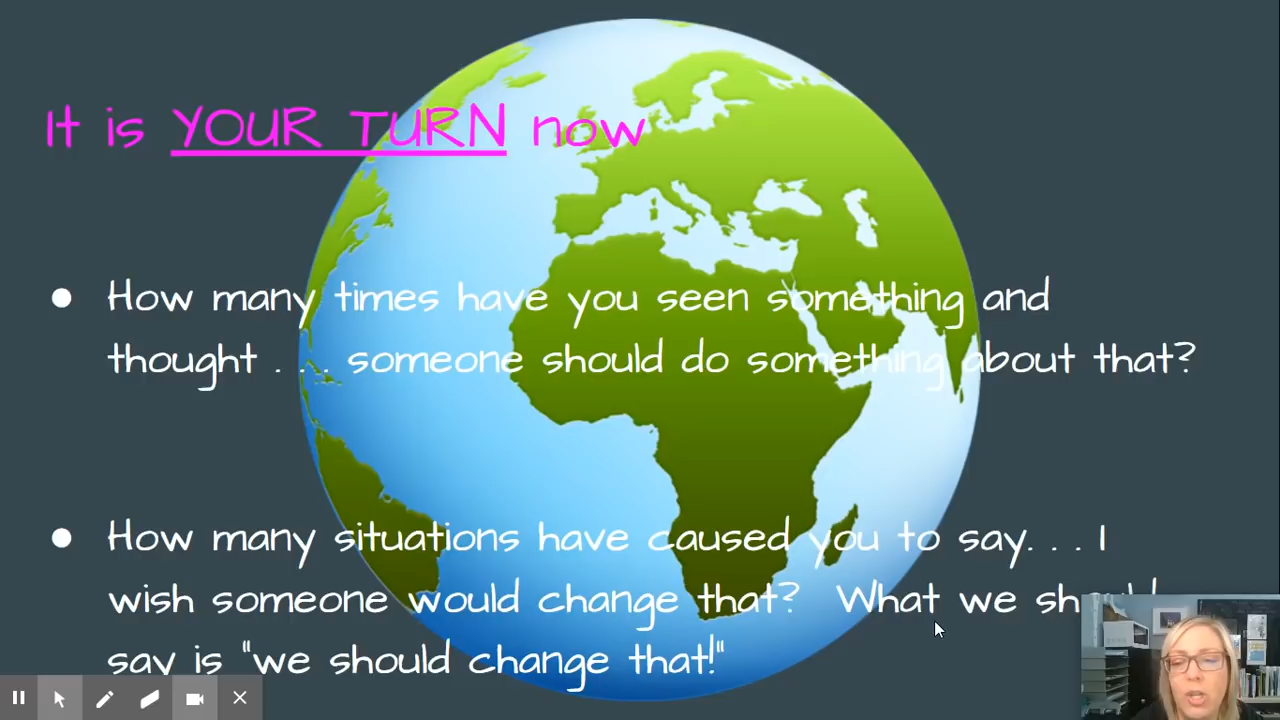 It is YOUR TURN now
● How many times have you seen something and
thought . . . someone should do something about that?
● How many situations have caused you to say. . . I
wish someone would change that? What we should
say is "we should change that!"